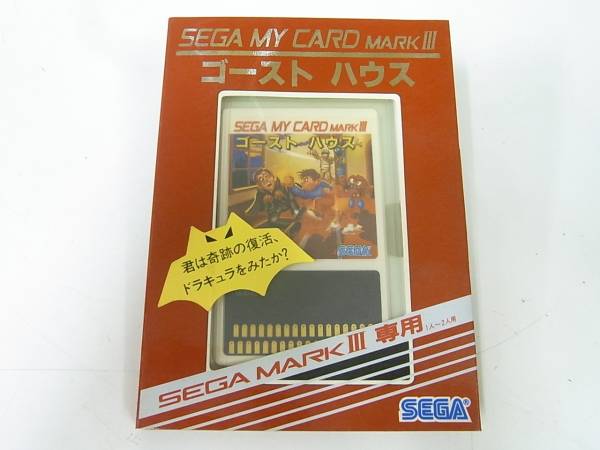 SEGA MY CARD MARK III
ゴースト ハウス
SEGA MY CARD MARK III
ゴースト ハウス
SEGA
君は奇跡の復活、
ドラキュラをみたか?
SEGA MARK III 専用 1人〜2人用
SEGA®